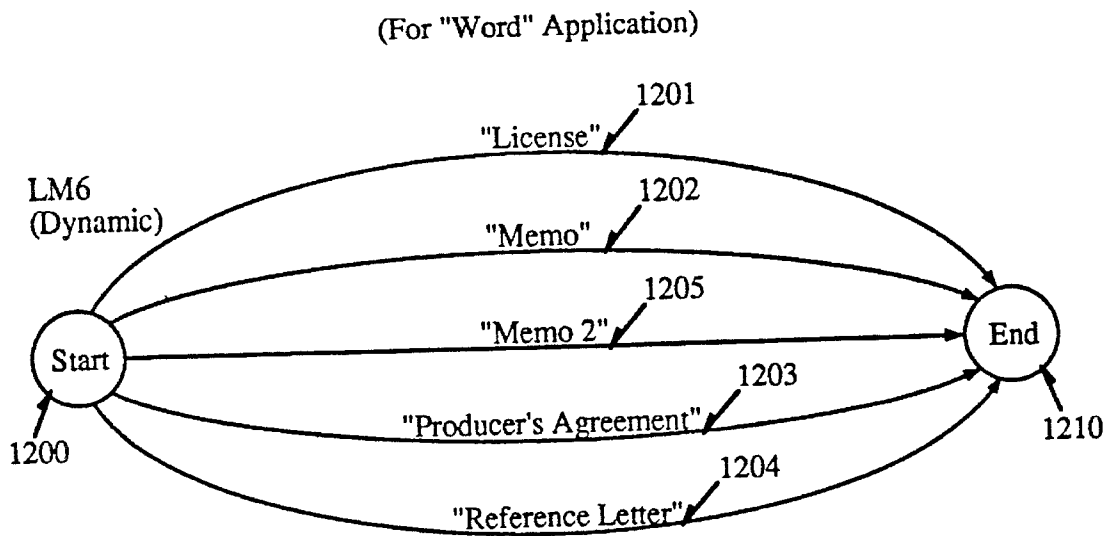 (For "Word" Application)
1201
"License"
LM6
(Dynamic)
1202
"Memo"
1205
"Memo 2"
Start
End
1203
"Producer's Agreement"
1200
1210
1204
"Reference Letter"